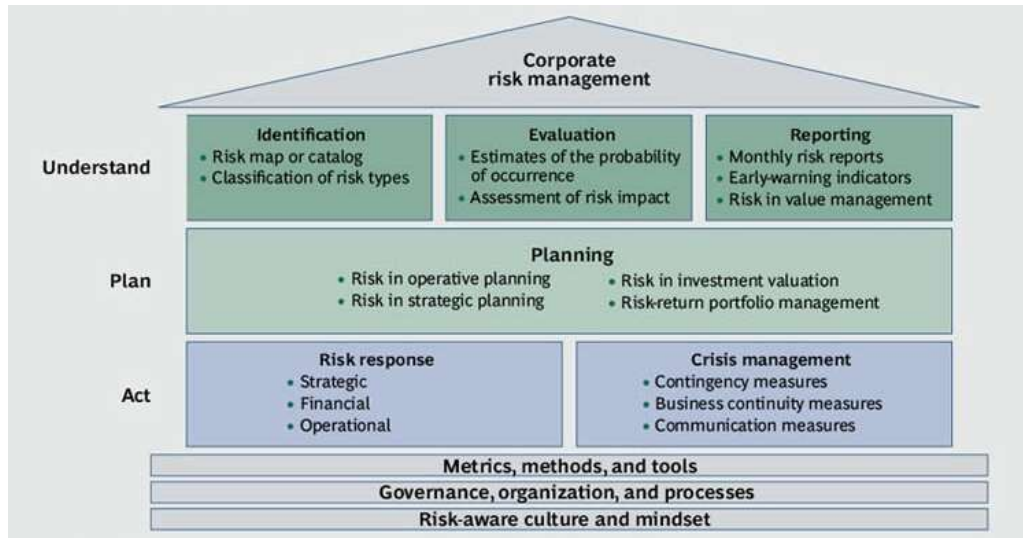 Corporate
risk management
Understand
Identification
• Risk map or catalog
• Classification of risk types
Evaluation
• Estimates of the probability
of occurrence
• Assessment of risk impact
Reporting
• Monthly risk reports
• Early-warning indicators
• Risk in value management
Plan
Planning
• Risk in operative planning
• Risk in strategic planning
• Risk in investment valuation
• Risk-return portfolio management
Act
Risk response
• Strategic
• Financial
• Operational
Crisis management
• Contingency measures
• Business continuity measures
• Communication measures
Metrics, methods, and tools
Governance, organization, and processes
Risk-aware culture and mindset